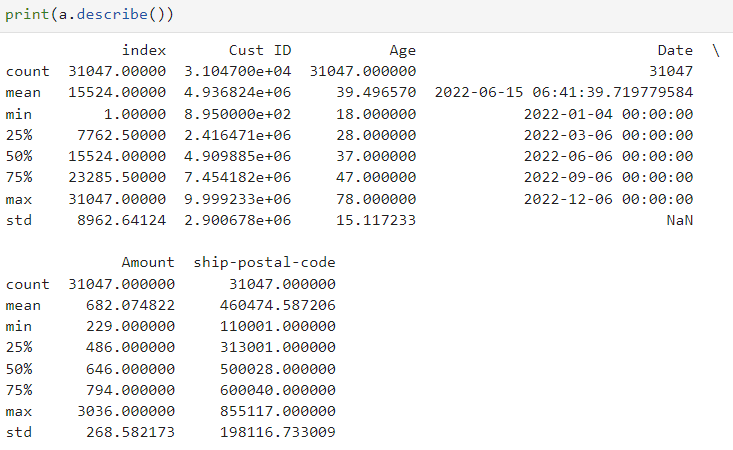 print(a.describe())
index Cust ID Age Date \
count 31047.00000 3.104700e+04 31047.000000 31047
mean 15524.00000 4.936824e+06 39.496570 2022-06-15 06:41:39.719779584
min 1.00000 8.950000e+02 18.000000 2022-01-04 00:00:00
25% 7762.50000 2.416471e+06 28.000000 2022-03-06 00:00:00
50% 15524.00000 4.909885e+06 37.000000 2022-06-06 00:00:00
75% 23285.50000 7.454182e+06 47.000000 2022-09-06 00:00:00
max 31047.00000 9.999233e+06 78.000000 2022-12-06 00:00:00
std 8962.64124 2.900678e+06 15.117233 NaN
Amount ship-postal-code
count 31047.000000 31047.000000
mean 682.074822 460474.587206
min 229.000000 110001.000000
25% 486.000000 313001.000000
50% 646.000000 500028.000000
75% 794.000000 600040.000000
max 3036.000000 855117.000000
std 268.582173 198116.733009